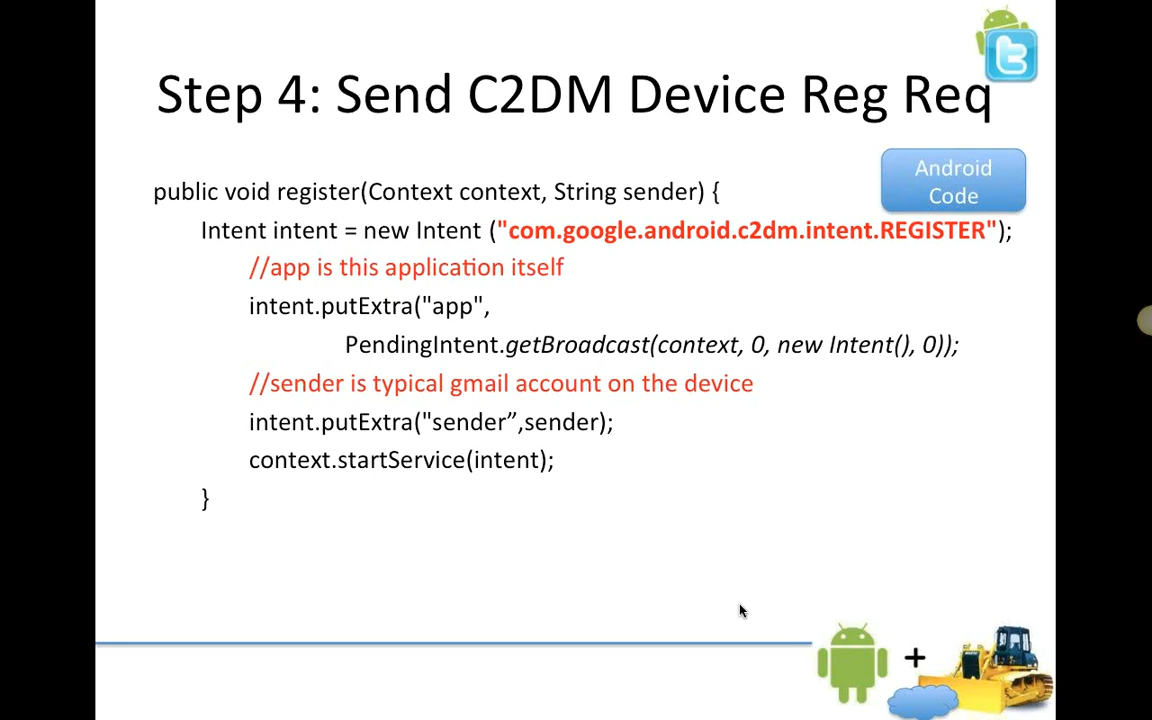 Step 4: Send C2DM Device Reg Req
Android
Code
public void register(Context context, String sender) {
Intent intent = new Intent ("com.google.android.c2dm.intent.REGISTER");
//app is this application itself
intent.putExtra("app",
PendingIntent.getBroadcast(context, 0, new Intent(), 0));
//sender is typical gmail account on the device
intent.putExtra("sender”,sender);
context.startService(intent);
}
+